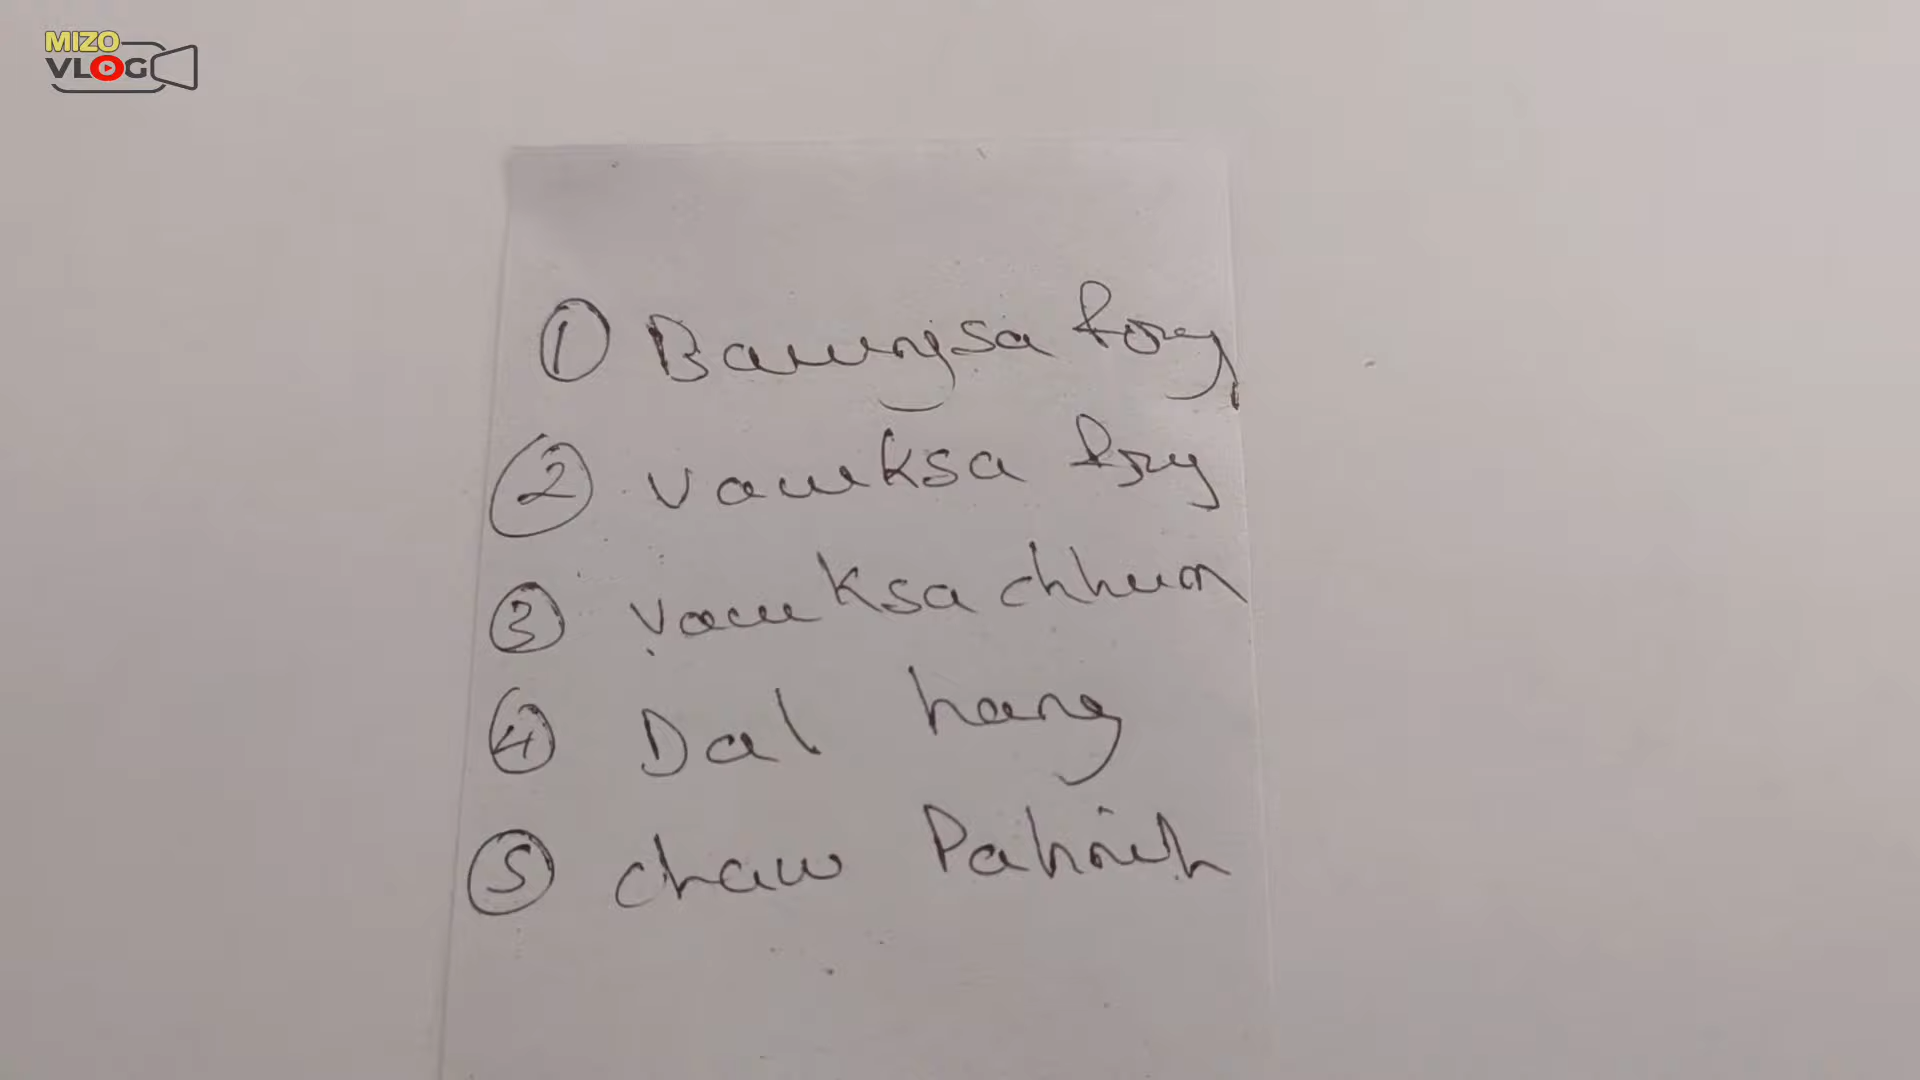 MIZO
VLOG
① Bawngsa fry
② Vawksa fry
③ Vawksa chhum
④ Dal hang
⑤ Chaw Pahnih